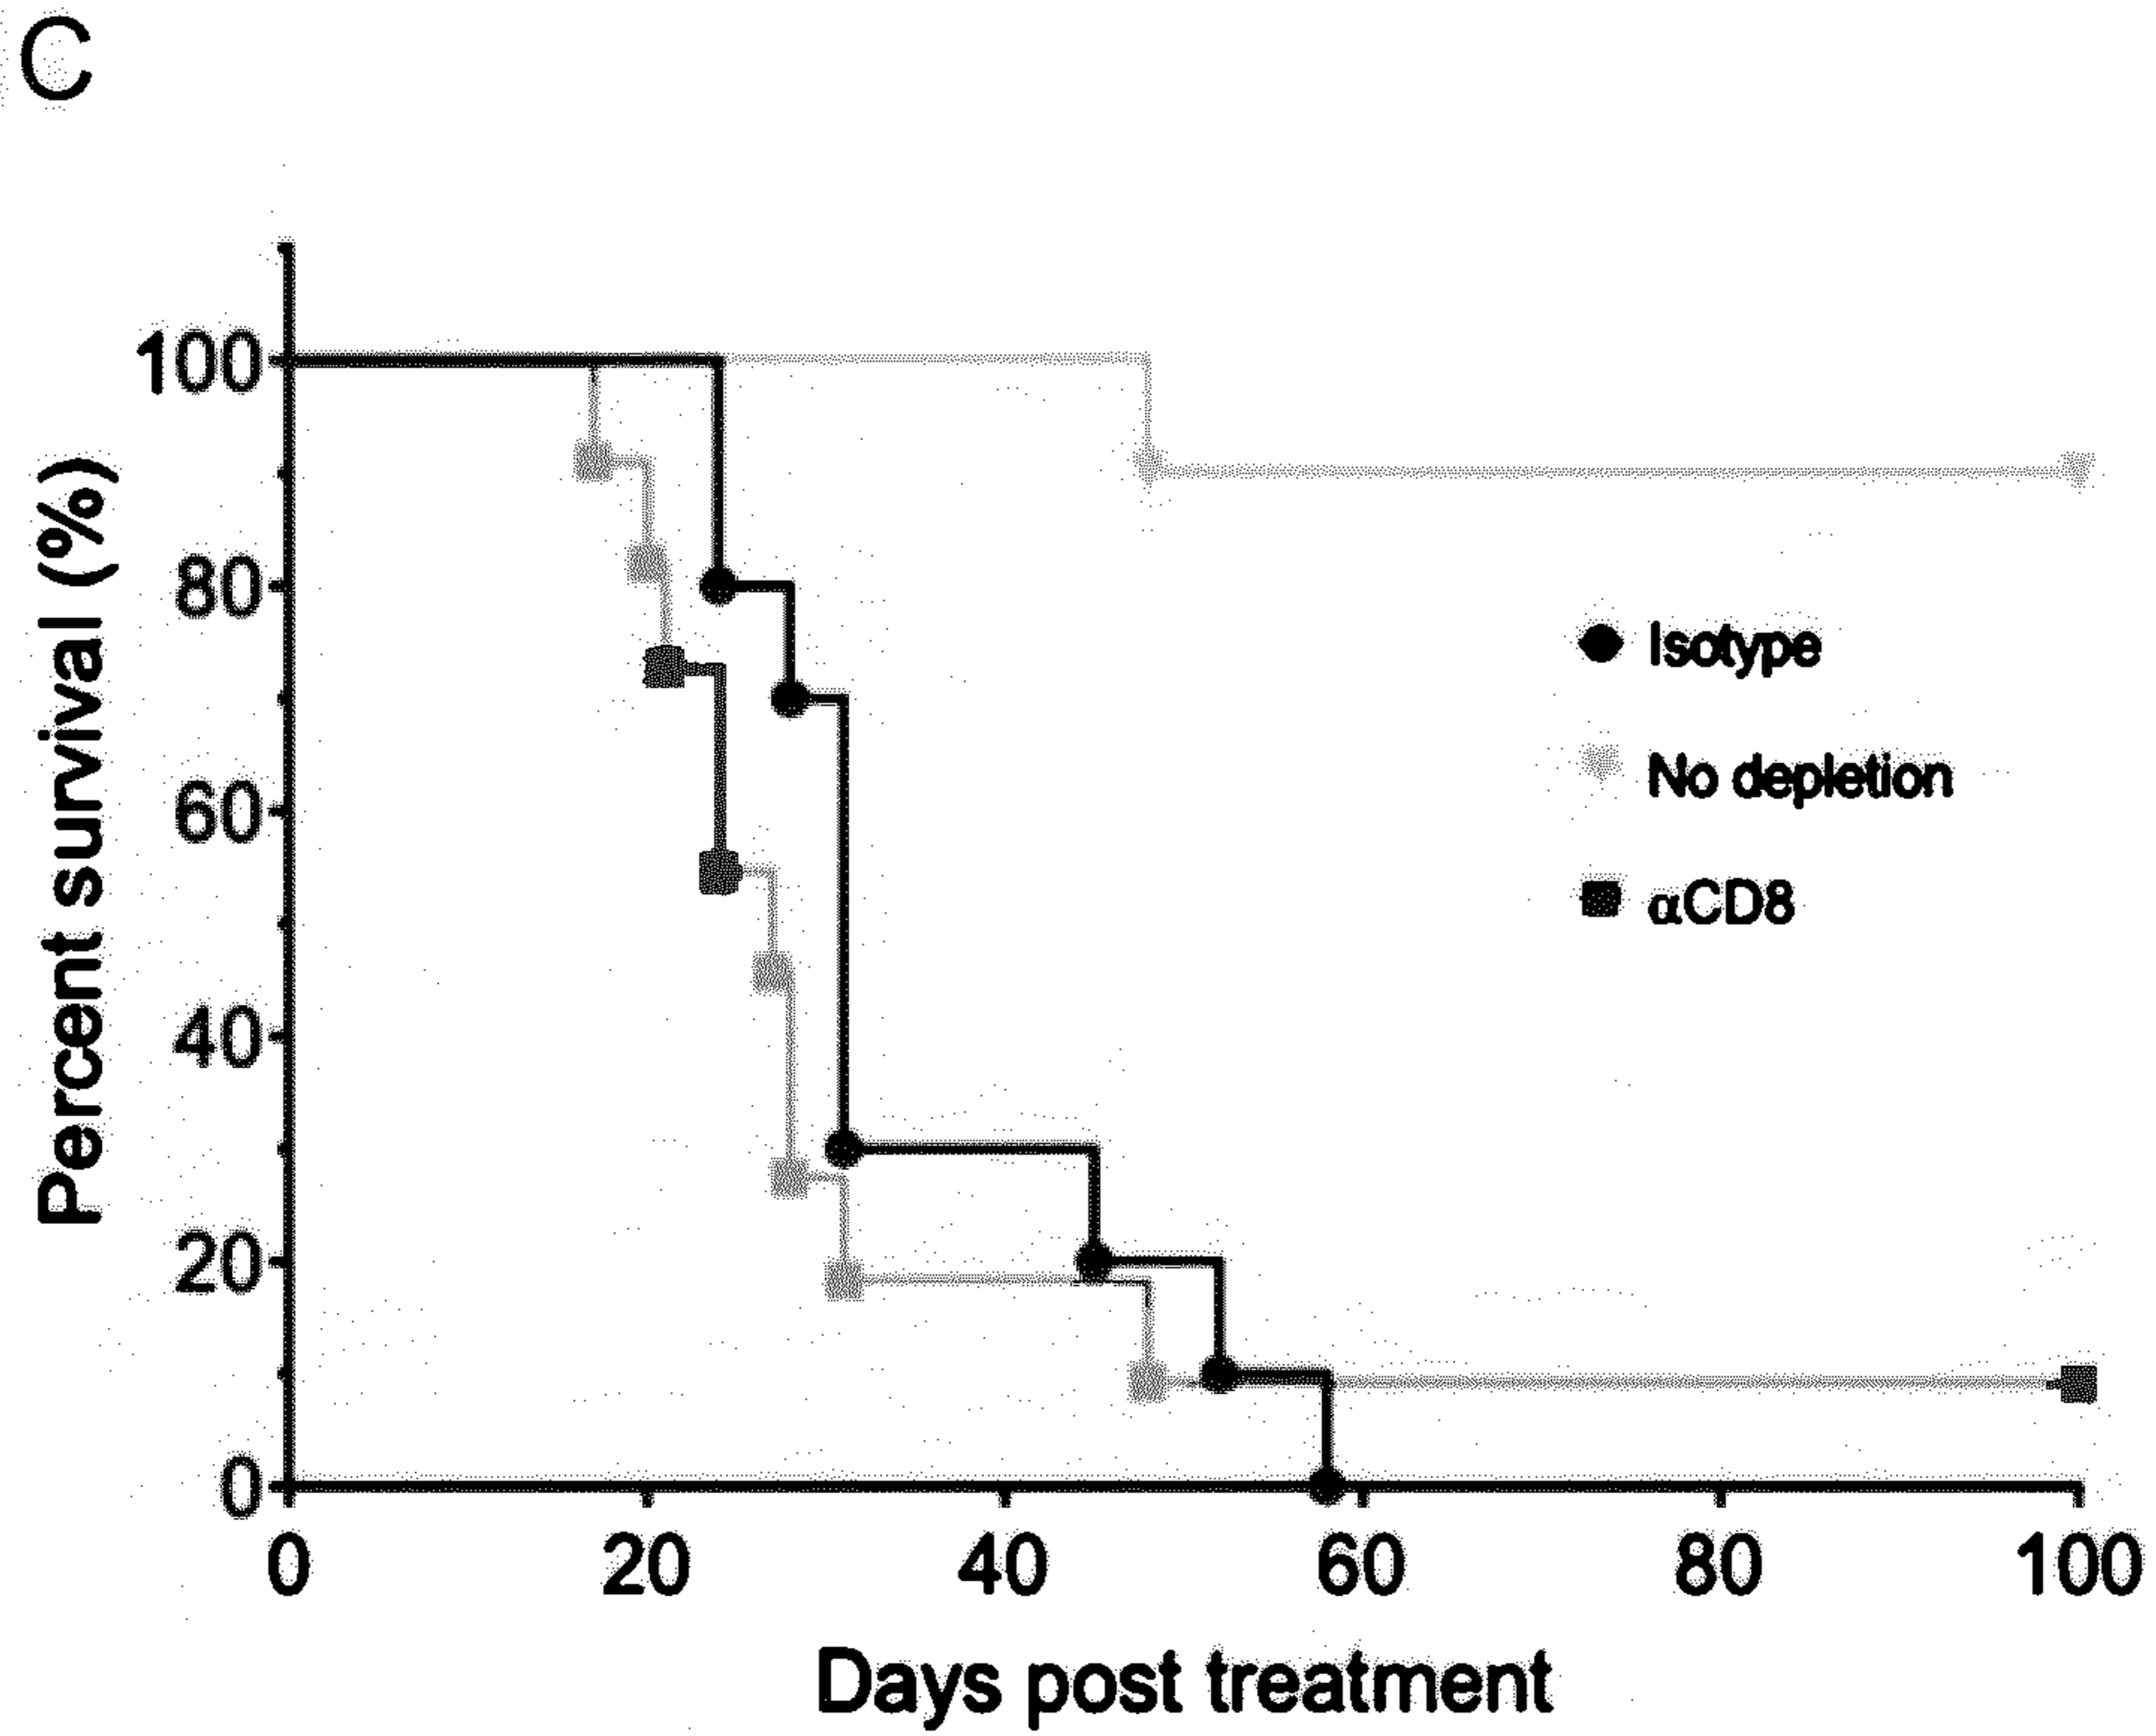 C
Percent survival (%)
100
80
60
40
20
0
Isotype
No depletion
αCD8
0 20 40 60 80 100
Days post treatment